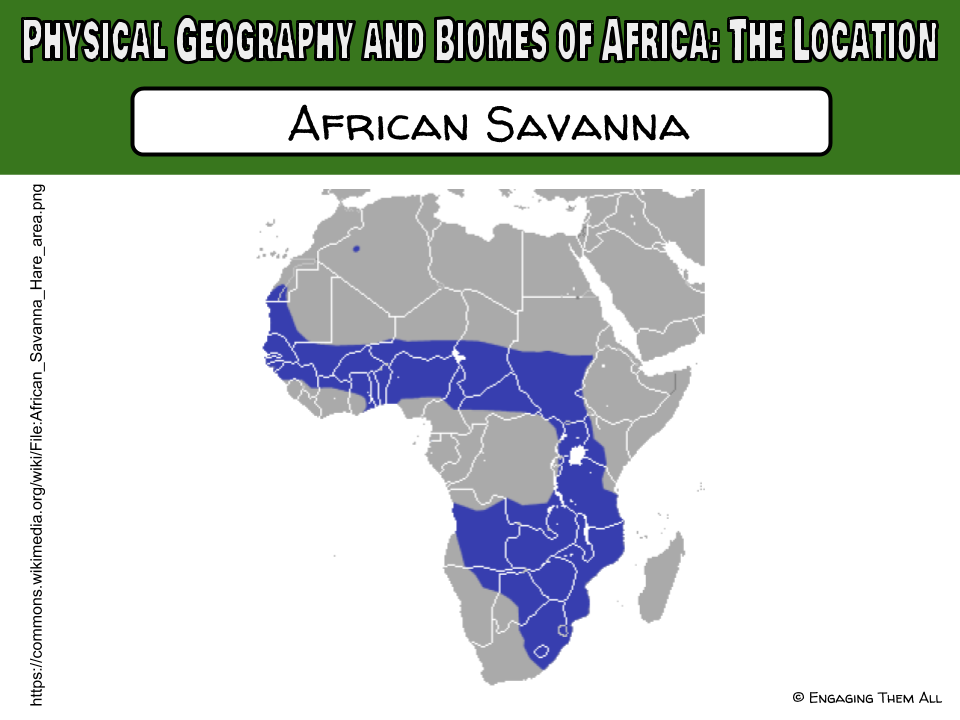 Physical Geography and Biomes of Africa: The Location
African Savanna
https://commons.wikimedia.org/wiki/File:African_Savanna_Hare_area.png
© Engaging Them All